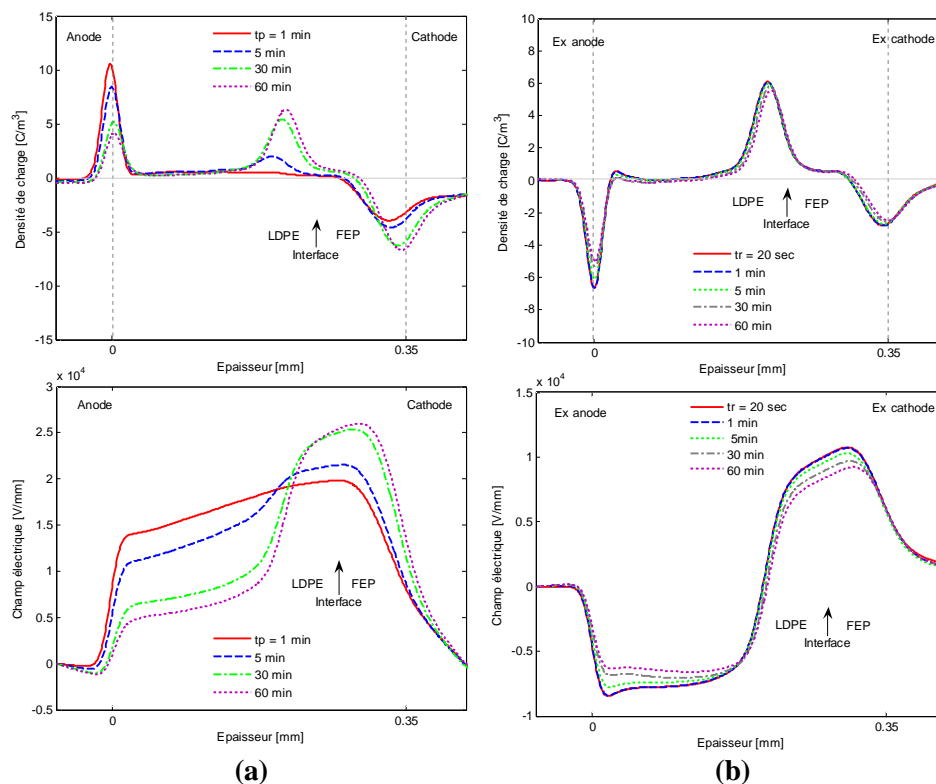 Anode
Cathode
tp = 1 min
5 min
30 min
60 min
LDPE
FEP
Interface
15
10
5
0
-5
-10
-15
0
0.35
Densité de charge [C/m³]
Epaisseur [mm]
Ex anode
Ex cathode
LDPE
FEP
Interface
tr = 20 sec
1 min
5 min
30 min
60 min
10
8
6
4
2
0
-2
-4
-6
-8
-10
0
0.35
Densité de charge [C/m³]
Epaisseur [mm]
x 10⁴
3
2.5
2
1.5
1
0.5
0
-0.5
Anode
Cathode
LDPE
FEP
Interface
tp = 1 min
5 min
30 min
60 min
0
0.35
Champ électrique [V/mm]
Epaisseur [mm]
(a)
x 10⁴
1.5
1
0.5
0
-0.5
-1
Ex anode
Ex cathode
tr = 20 sec
1 min
5min
30 min
60 min
LDPE
FEP
Interface
0
0.35
Champ électrique [V/mm]
Epaisseur [mm]
(b)